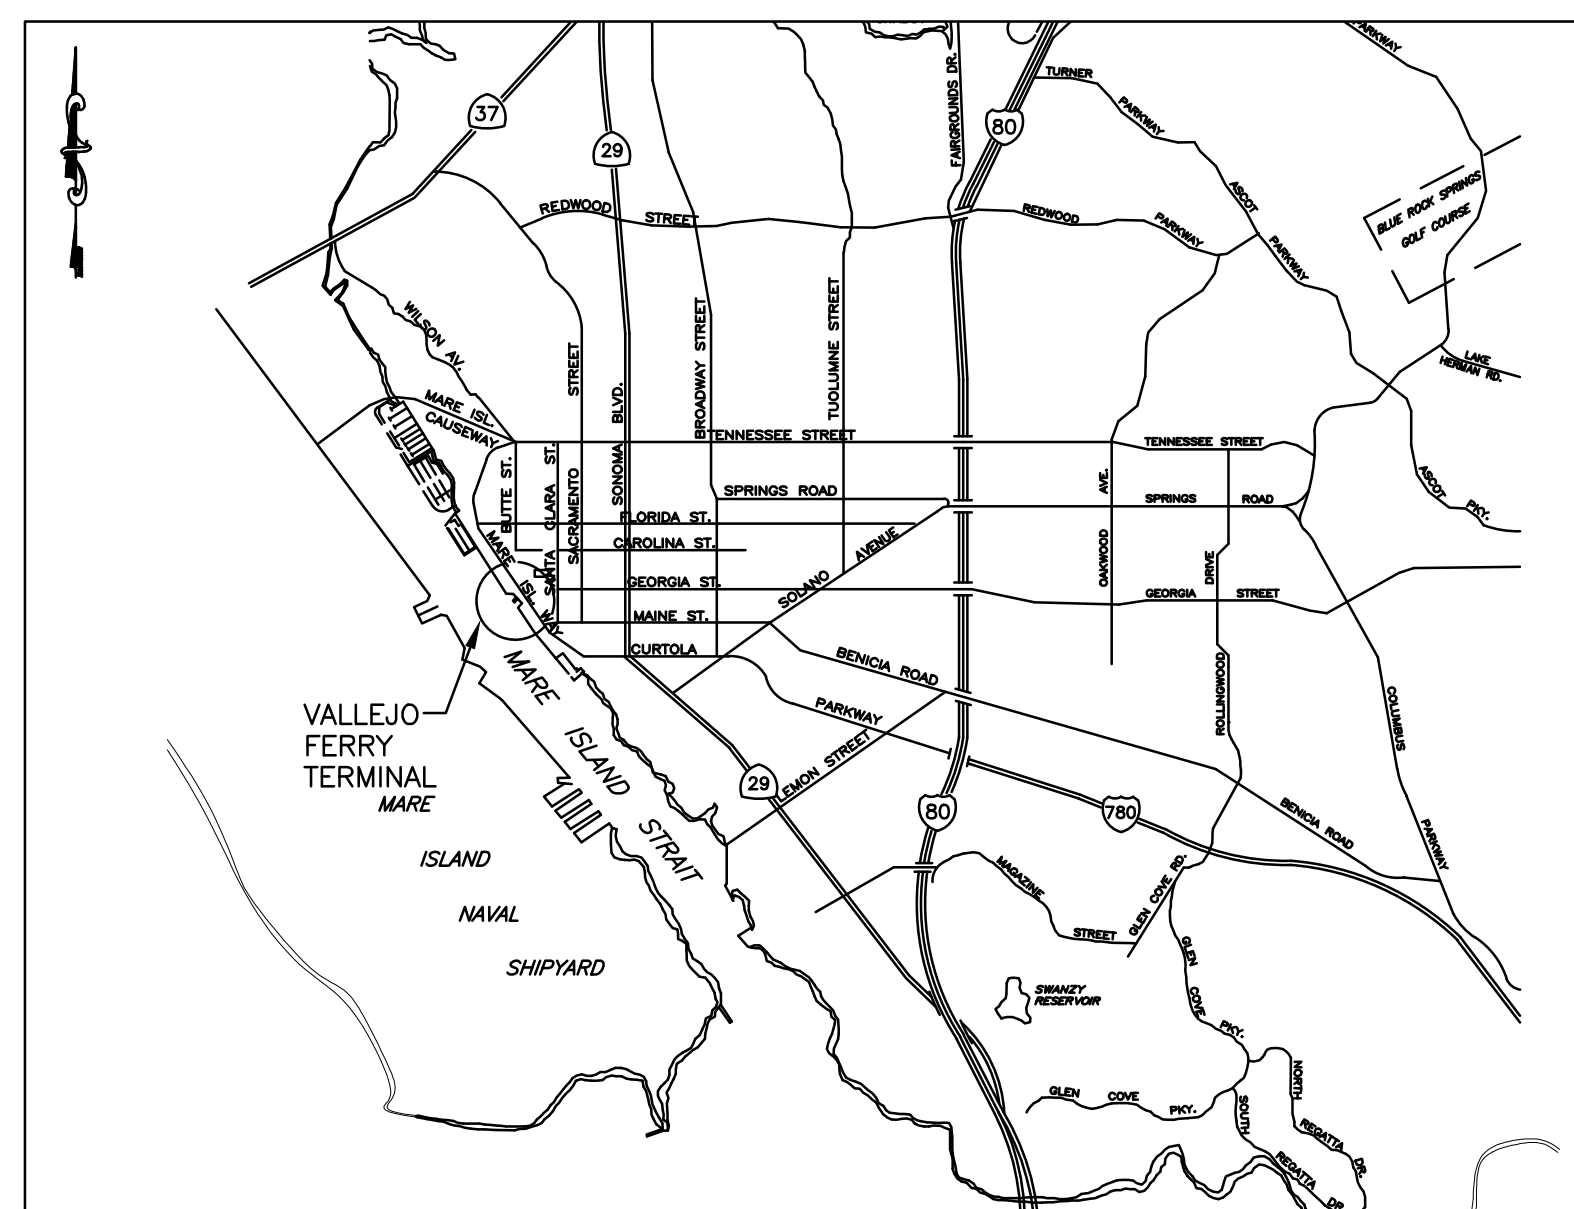 PARKWAY
TURNER
PARKWAY
FAIRGROUNDS DR.
37
80
29
ASCOT
PARKWAY
BLUE ROCK SPRINGS
GOLF COURSE
REDWOOD
STREET
REDWOOD
PARKWAY
WILSON AV.
STREET
BROADWAY STREET
TUOLUMNE STREET
LAKE
HERMAN RD.
MARE ISL.
CAUSEWAY
SONOMA BLVD.
TENNESSEE STREET
TENNESSEE STREET
BUTTE ST.
SANTA CLARA ST.
SACRAMENTO
SPRINGS ROAD
SPRINGS ROAD
ASCOT
PKY.
OAKWOOD AVE.
FLORIDA ST.
CAROLINA ST.
SOLANO AVENUE
MARE ISL. WAY
GEORGIA ST.
GEORGIA STREET
ROLLINGWOOD DRIVE
MAINE ST.
CURTOLA
PARKWAY
BENICIA ROAD
LEMON STREET
COLUMBUS
PARKWAY
VALLEJO
FERRY
TERMINAL
MARE
ISLAND
STRAIT
MARE
ISLAND
NAVAL
SHIPYARD
29
80
780
BENICIA ROAD
MAGAZINE
STREET
GLEN COVE RD.
GLEN
COVE
PKY.
SWANZY
RESERVOIR
GLEN COVE
PKY.
NORTH
REGATTA
DR.
SOUTH
REGATTA
DR.